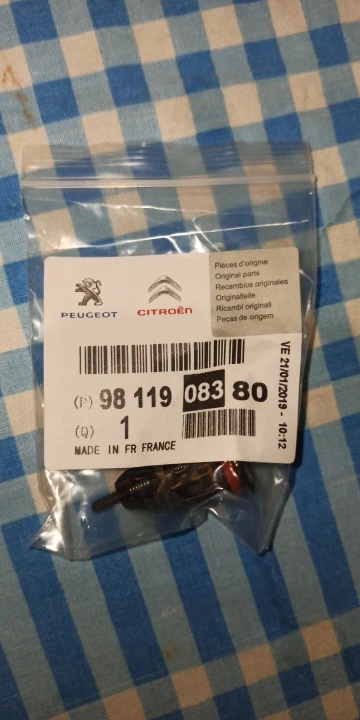 Pièces d'origine
Original parts
Recambios originales
Originalteile
Ricambi originali
Peças de origem
PEUGEOT
CITROËN
(P) 98 119 083 80
(Q) 1
MADE IN FR FRANCE
VE 21/01/2019 - 10:12